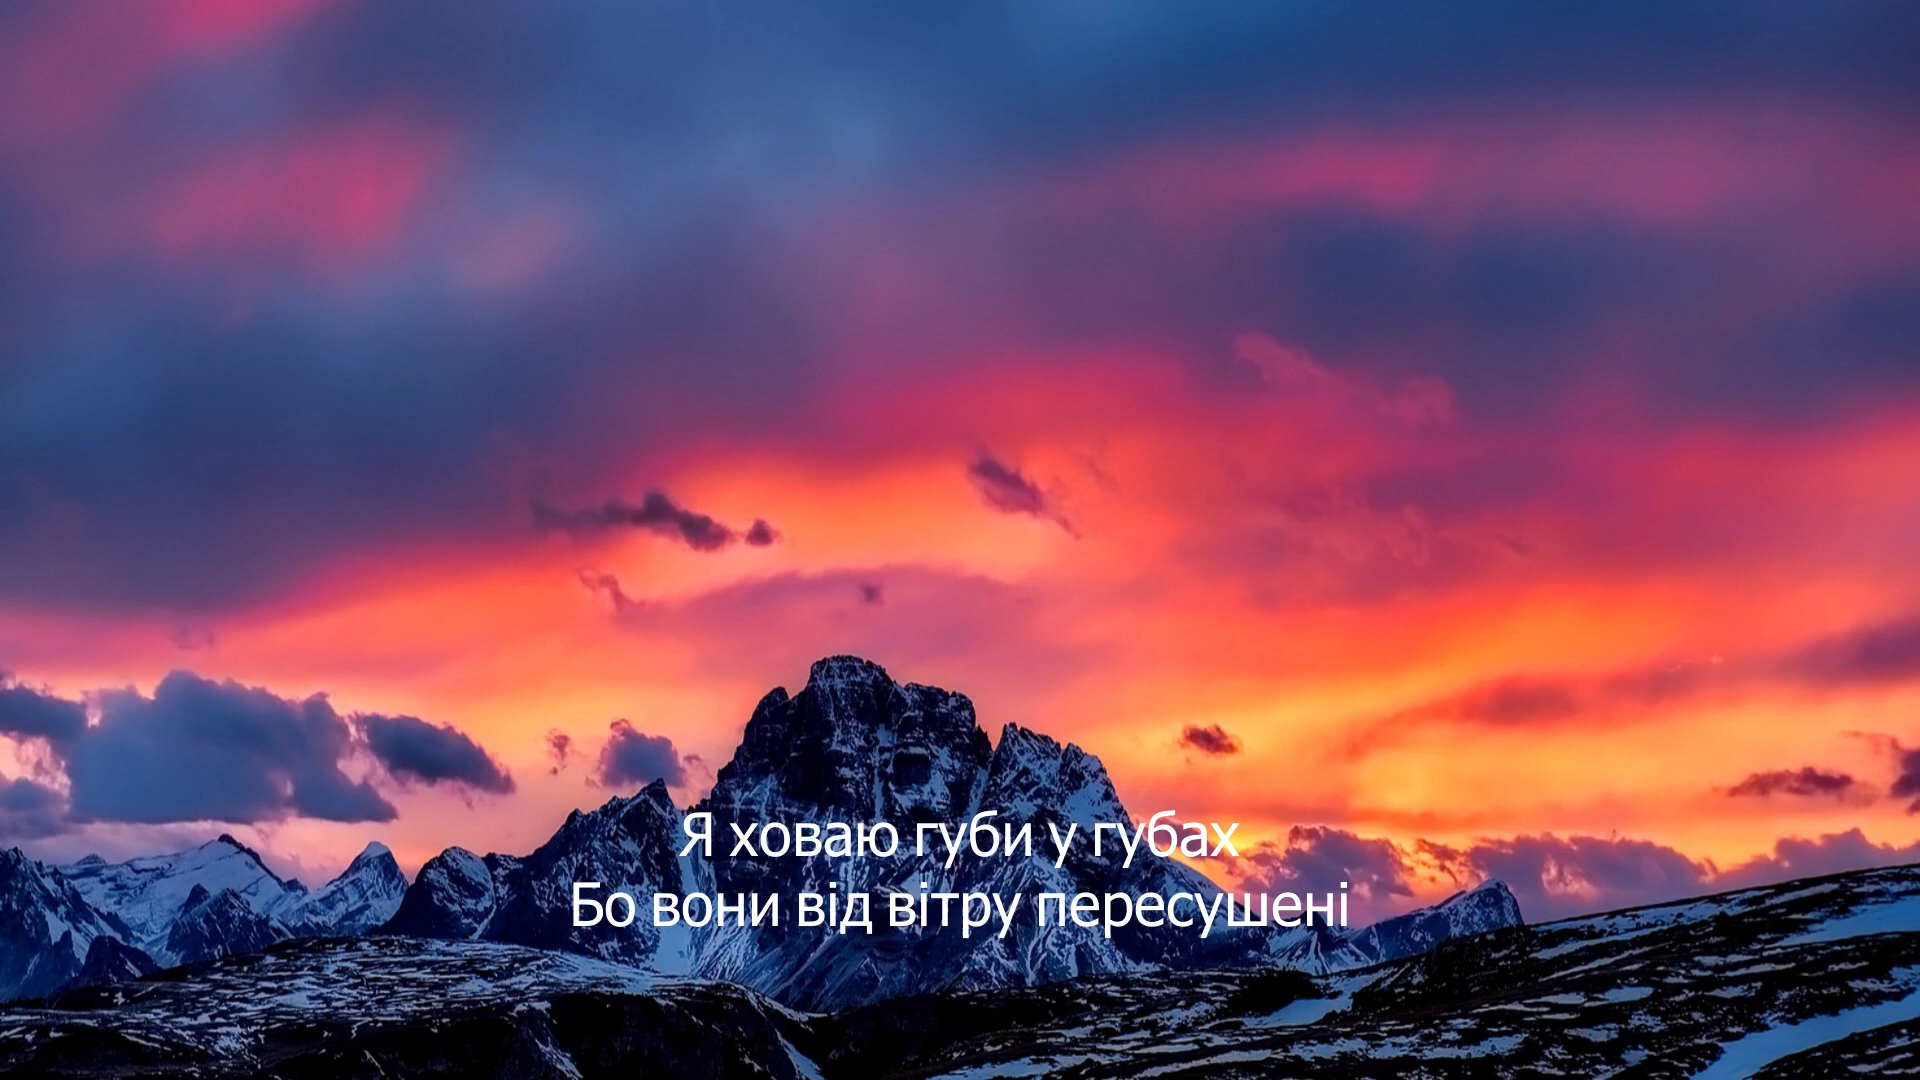 Я ховаю губи у губах
Бо вони від вітру пересушені